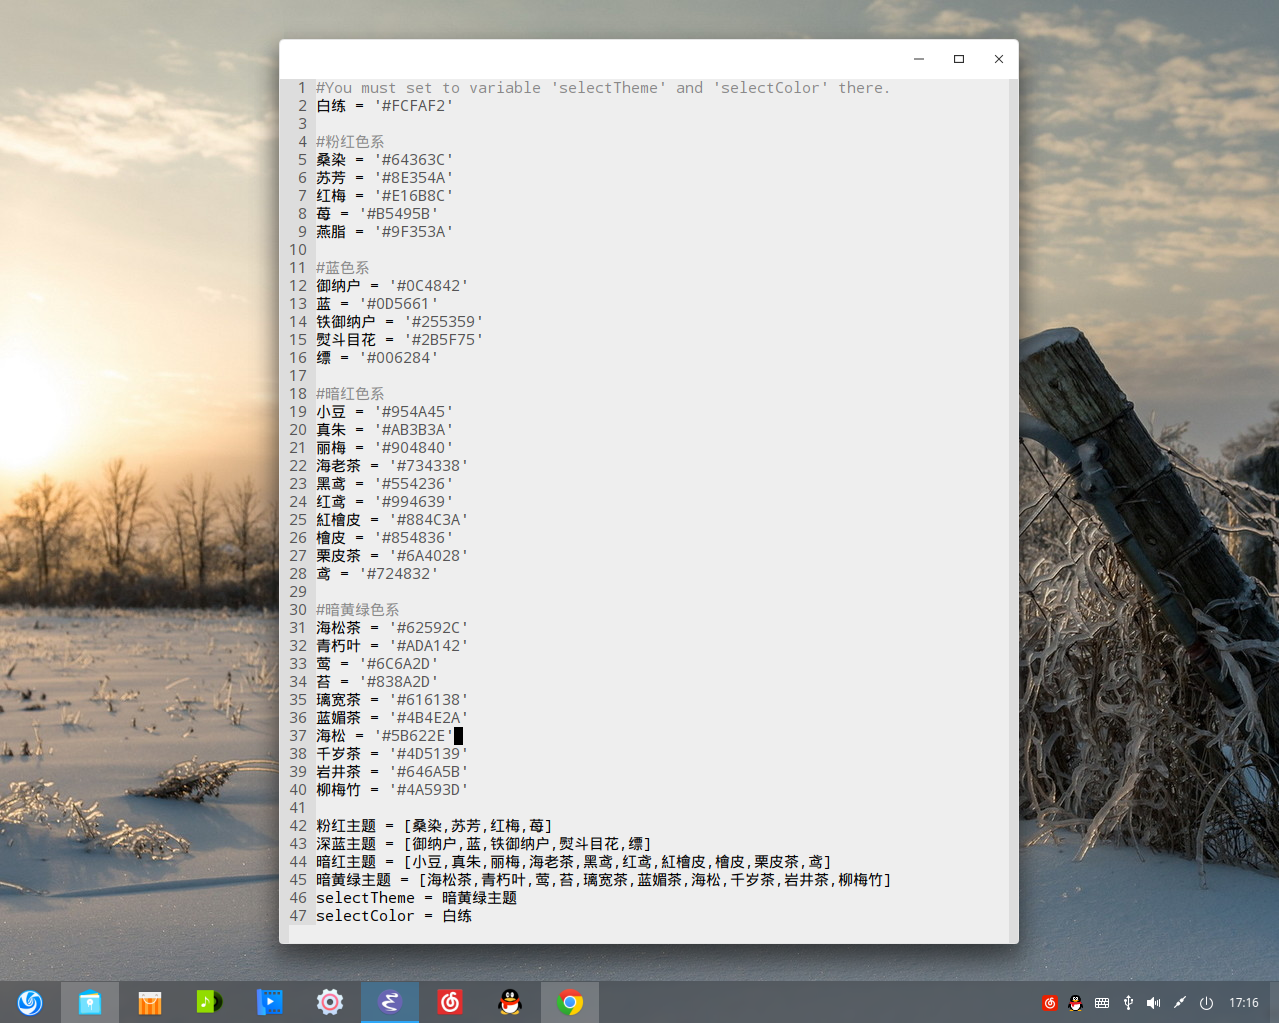 1 #You must set to variable 'selectTheme' and 'selectColor' there.
2 白练 = '#FCFAF2'
3
4 #粉红色系
5 桑染 = '#64363C'
6 苏芳 = '#8E354A'
7 红梅 = '#E16B8C'
8 苺 = '#B5495B'
9 燕脂 = '#9F353A'
10
11 #蓝色系
12 御纳户 = '#0C4842'
13 蓝 = '#0D5661'
14 铁御纳户 = '#255359'
15 熨斗目花 = '#2B5F75'
16 缥 = '#006284'
17
18 #暗红色系
19 小豆 = '#954A45'
20 真朱 = '#AB3B3A'
21 丽梅 = '#904840'
22 海老茶 = '#734338'
23 黑鸢 = '#554236'
24 红鸢 = '#994639'
25 紅檜皮 = '#884C3A'
26 檜皮 = '#854836'
27 栗皮茶 = '#6A4028'
28 鸢 = '#724832'
29
30 #暗黄绿色系
31 海松茶 = '#62592C'
32 青朽叶 = '#ADA142'
33 莺 = '#6C6A2D'
34 苔 = '#838A2D'
35 璃宽茶 = '#616138'
36 蓝媚茶 = '#4B4E2A'
37 海松 = '#5B622E'
38 千岁茶 = '#4D5139'
39 岩井茶 = '#646A5B'
40 柳梅竹 = '#4A593D'
41
42 粉红主题 = [桑染,苏芳,红梅,苺]
43 深蓝主题 = [御纳户,蓝,铁御纳户,熨斗目花,缥]
44 暗红主题 = [小豆,真朱,丽梅,海老茶,黑鸢,红鸢,紅檜皮,檜皮,栗皮茶,鸢]
45 暗黄绿主题 = [海松茶,青朽叶,莺,苔,璃宽茶,蓝媚茶,海松,千岁茶,岩井茶,柳梅竹]
46 selectTheme = 暗黄绿主题
47 selectColor = 白练
17:16